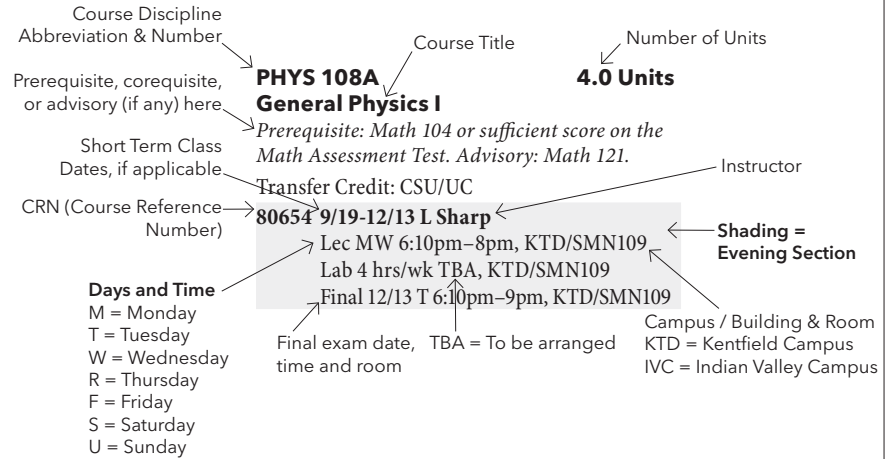 Course Discipline
Abbreviation & Number
Course Title
Number of Units
PHYS 108A
4.0 Units
General Physics I
Prerequisite, corequisite,
or advisory (if any) here
Prerequisite: Math 104 or sufficient score on the
Math Assessment Test. Advisory: Math 121.
Short Term Class
Dates, if applicable
Transfer Credit: CSU/UC
Instructor
CRN (Course Reference
Number)
80654 9/19-12/13 L Sharp
Lec MW 6:10pm–8pm, KTD/SMN109
Lab 4 hrs/wk TBA, KTD/SMN109
Final 12/13 T 6:10pm–9pm, KTD/SMN109
Shading =
Evening Section
Days and Time
M = Monday
T = Tuesday
W = Wednesday
R = Thursday
F = Friday
S = Saturday
U = Sunday
Final exam date,
time and room
TBA = To be arranged
Campus / Building & Room
KTD = Kentfield Campus
IVC = Indian Valley Campus